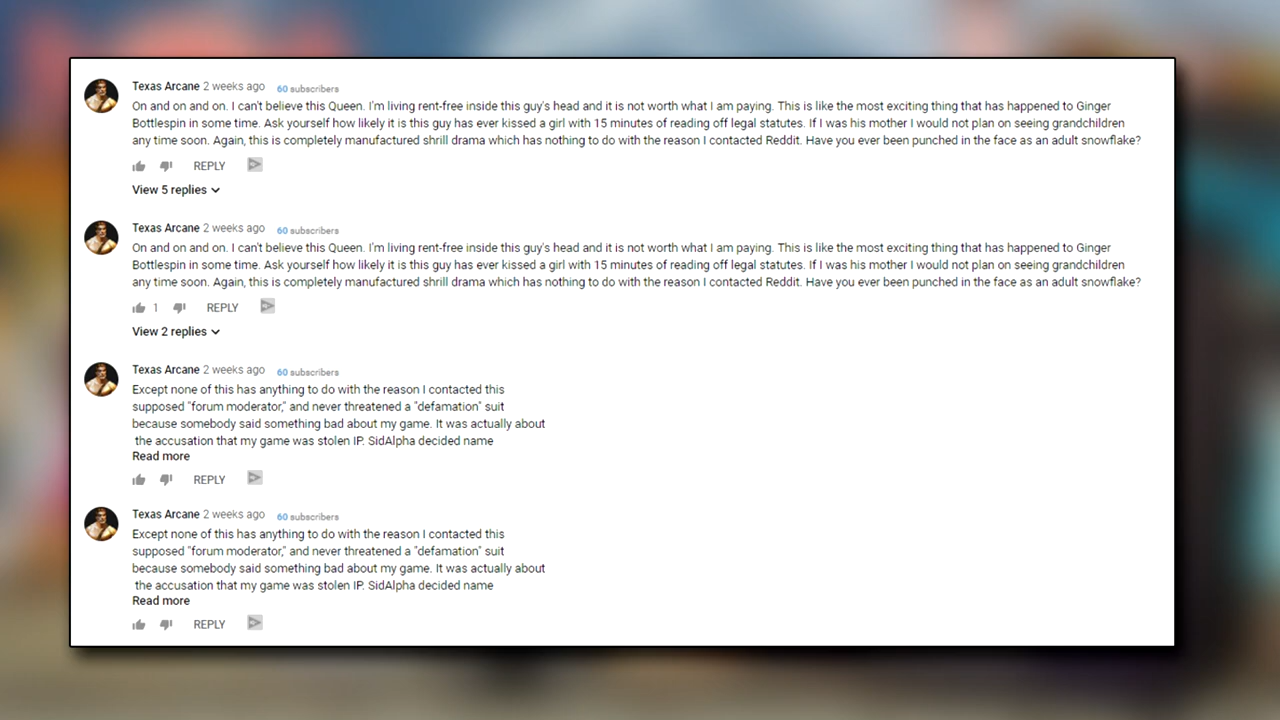 Texas Arcane 2 weeks ago 60 subscribers
On and on and on. I can't believe this Queen. I'm living rent-free inside this guy's head and it is not worth what I am paying. This is like the most exciting thing that has happened to Ginger
Bottlespin in some time. Ask yourself how likely it is this guy has ever kissed a girl with 15 minutes of reading off legal statutes. If I was his mother I would not plan on seeing grandchildren
any time soon. Again, this is completely manufactured shrill drama which has nothing to do with the reason I contacted Reddit. Have you ever been punched in the face as an adult snowflake?
REPLY
View 5 replies
Texas Arcane 2 weeks ago 60 subscribers
On and on and on. I can't believe this Queen. I'm living rent-free inside this guy's head and it is not worth what I am paying. This is like the most exciting thing that has happened to Ginger
Bottlespin in some time. Ask yourself how likely it is this guy has ever kissed a girl with 15 minutes of reading off legal statutes. If I was his mother I would not plan on seeing grandchildren
any time soon. Again, this is completely manufactured shrill drama which has nothing to do with the reason I contacted Reddit. Have you ever been punched in the face as an adult snowflake?
1 REPLY
View 2 replies
Texas Arcane 2 weeks ago 60 subscribers
Except none of this has anything to do with the reason I contacted this
supposed "forum moderator," and never threatened a "defamation" suit
because somebody said something bad about my game. It was actually about
the accusation that my game was stolen IP. SidAlpha decided name
Read more
REPLY
Texas Arcane 2 weeks ago 60 subscribers
Except none of this has anything to do with the reason I contacted this
supposed "forum moderator," and never threatened a "defamation" suit
because somebody said something bad about my game. It was actually about
the accusation that my game was stolen IP. SidAlpha decided name
Read more
REPLY